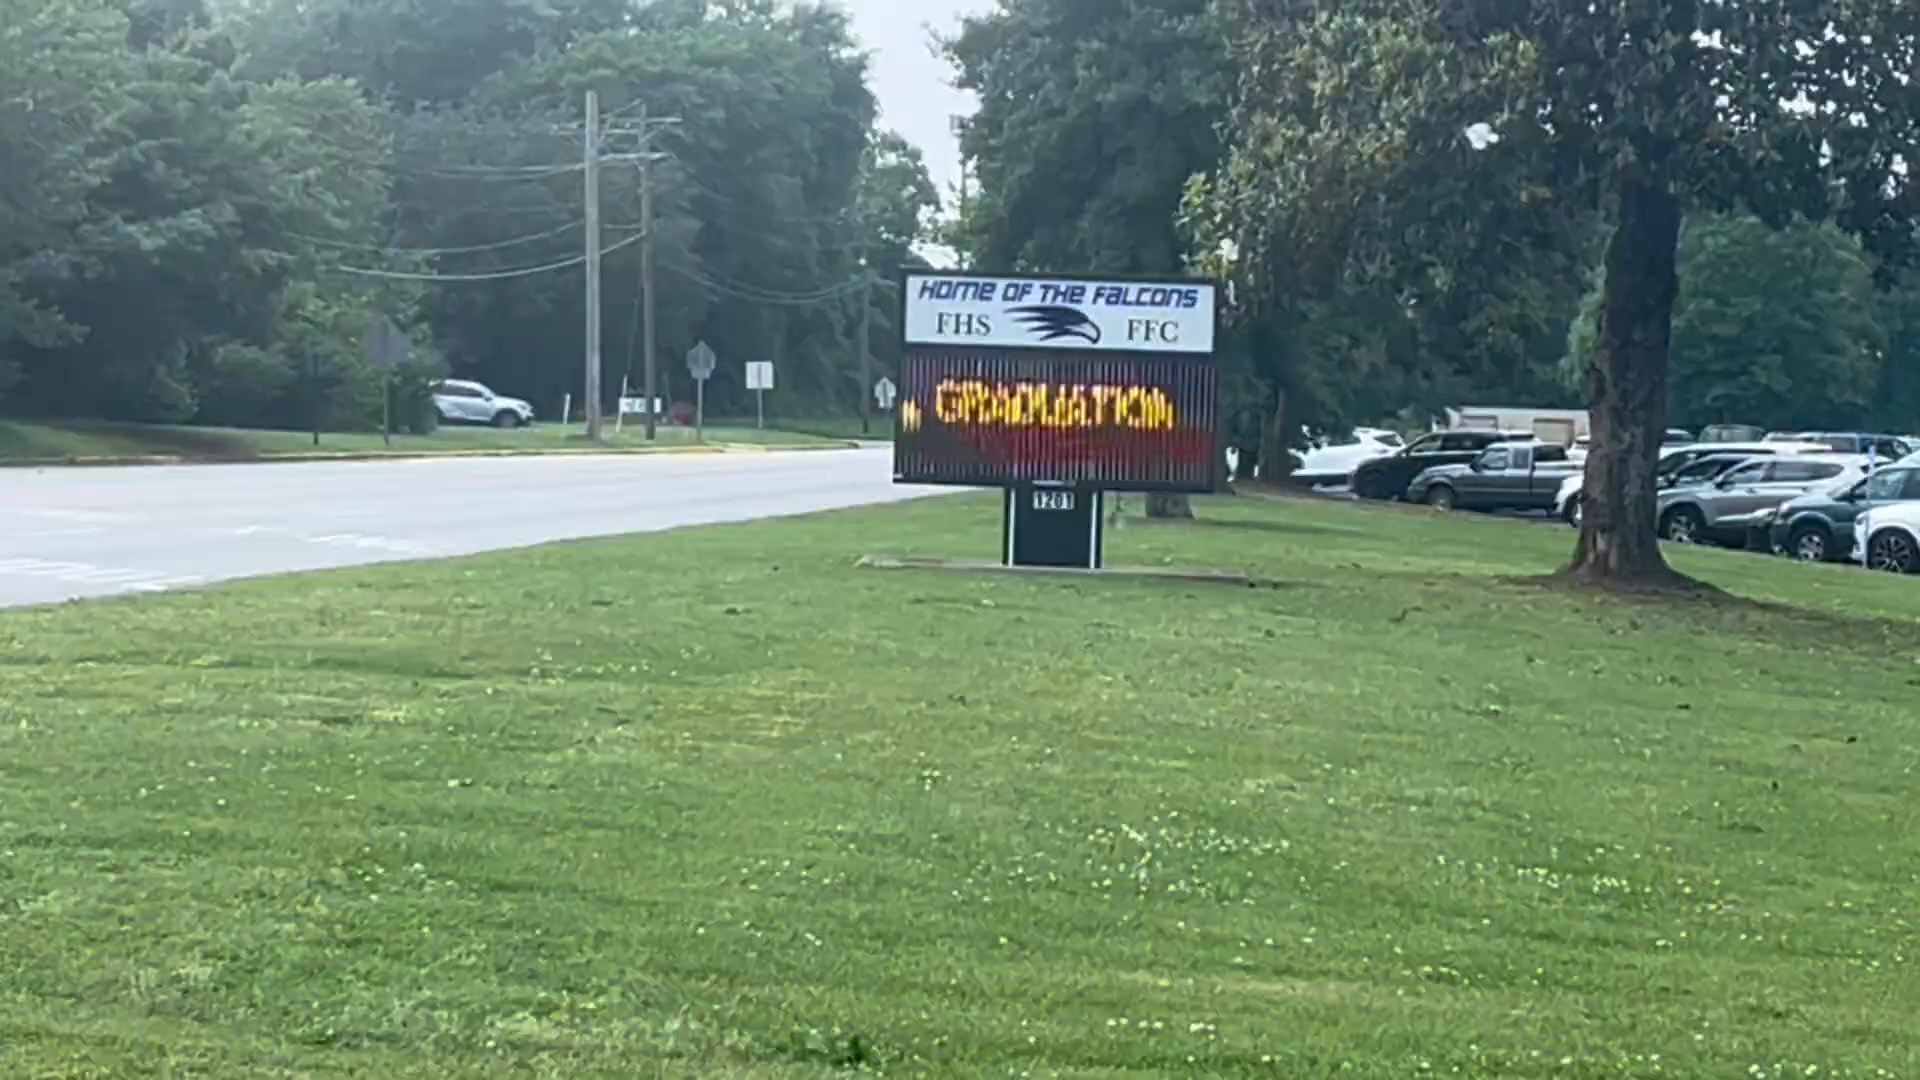 HOME OF THE FALCONS
FHS FFC
GRADUATION
1201